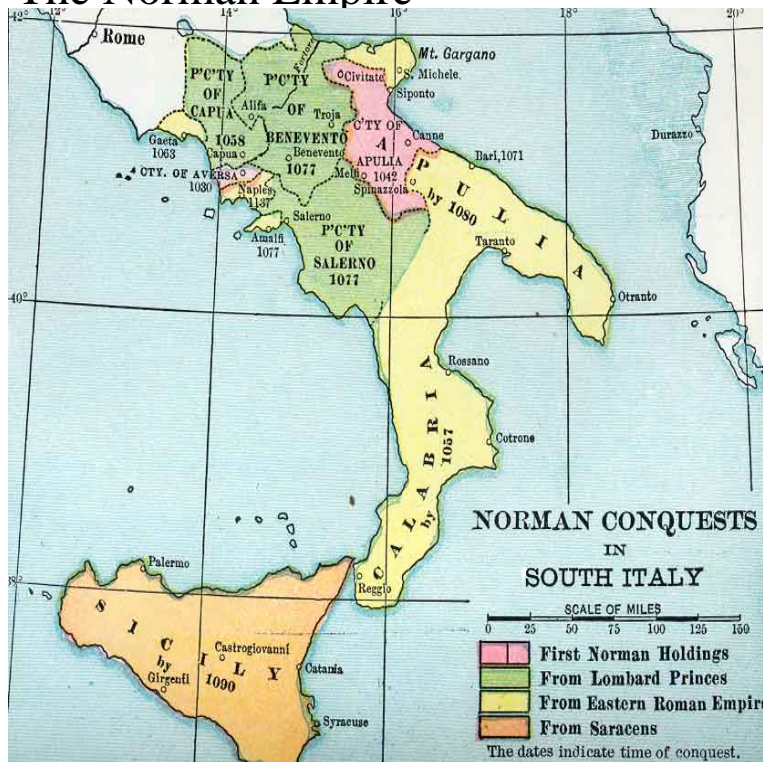 The Norman Empire
42°
12°
14°
16°
18°
20°
Rome
Fortore
Mt. Gargano
S. Michele
Siponto
Civitate
P'C'TY
OF
CAPUA
1058
P'C'TY
OF
BENEVENTO
1077
Alifa
Troja
C'TY OF
APULIA
1042
Canne
Durazzo
Gaeta
1063
Capua
Benevento
Melfi
Spinazzola
Bari, 1071
CTY. OF AVERSA
1030
Naples
1137
APULIA
by 1080
Salerno
Amalfi
1077
P'C'TY
OF
SALERNO
1077
Taranto
40°
Otranto
Rossano
Cotrone
CALABRIA
by 1057
Palermo
38°
Reggio
SICILY
by
1090
Castrogiovanni
Girgenti
Catania
Syracuse
NORMAN CONQUESTS
IN
SOUTH ITALY
SCALE OF MILES
0 25 50 75 100 125 150
First Norman Holdings
From Lombard Princes
From Eastern Roman Empire
From Saracens
The dates indicate time of conquest.